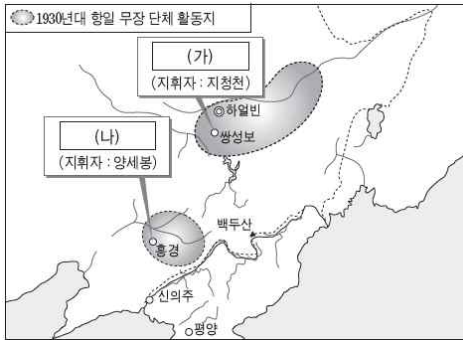 1930년대 항일 무장 단체 활동지
(가)
(지휘자 : 지청천)
하얼빈
쌍성보
(나)
(지휘자 : 양세봉)
백두산
흥경
신의주
평양